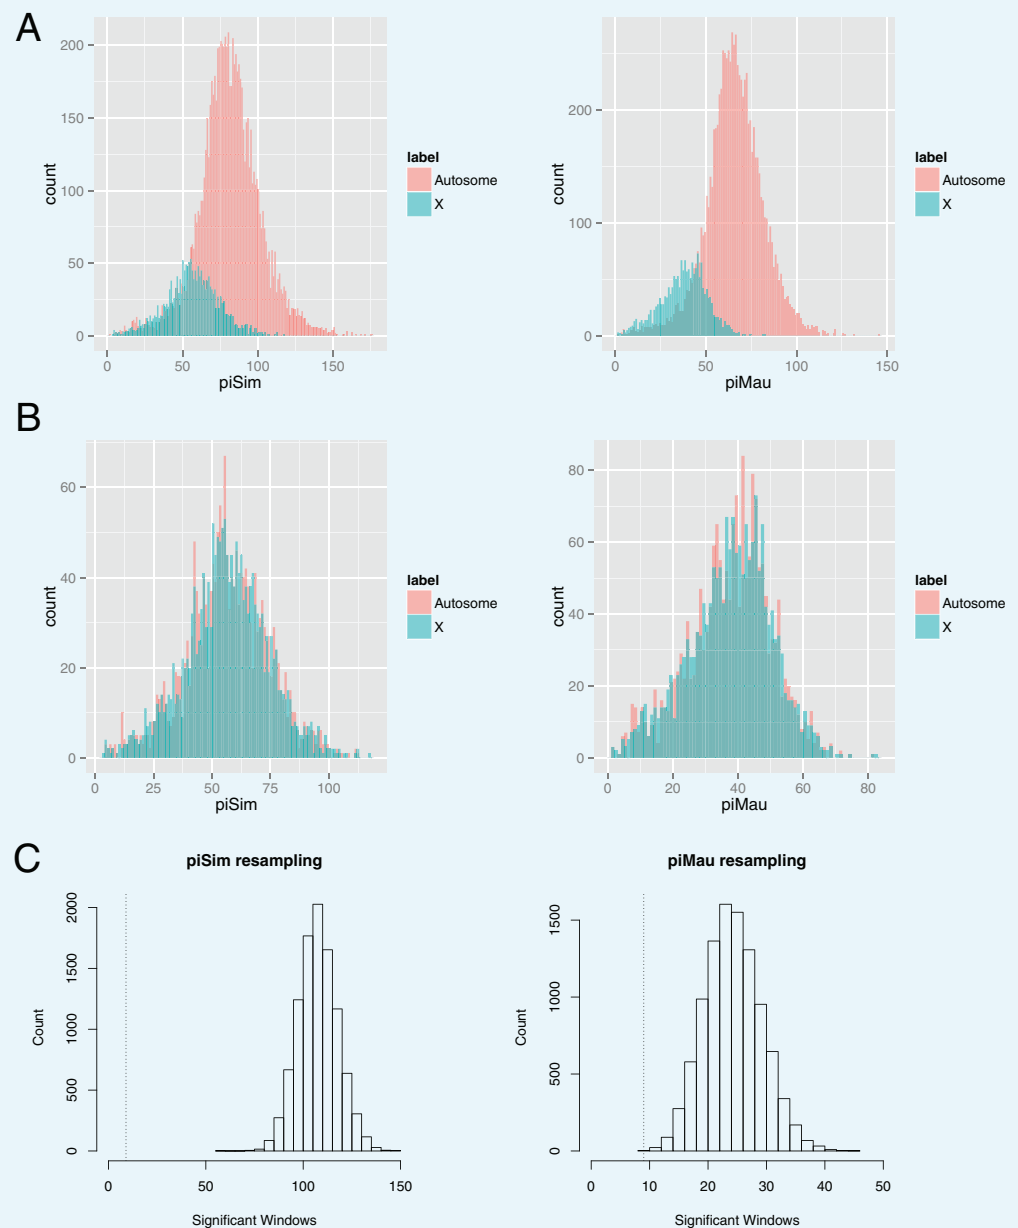 A
200
150
100
50
0
count
0 50 100 150
piSim
label
Autosome
X
200
100
0
count
0 50 100 150
piMau
label
Autosome
X
B
60
40
20
0
count
0 25 50 75 100
piSim
label
Autosome
X
80
60
40
20
0
count
0 20 40 60 80
piMau
label
Autosome
X
C
piSim resampling
2000
1500
1000
500
0
Count
0 50 100 150
Significant Windows
piMau resampling
1500
1000
500
0
Count
0 10 20 30 40 50
Significant Windows